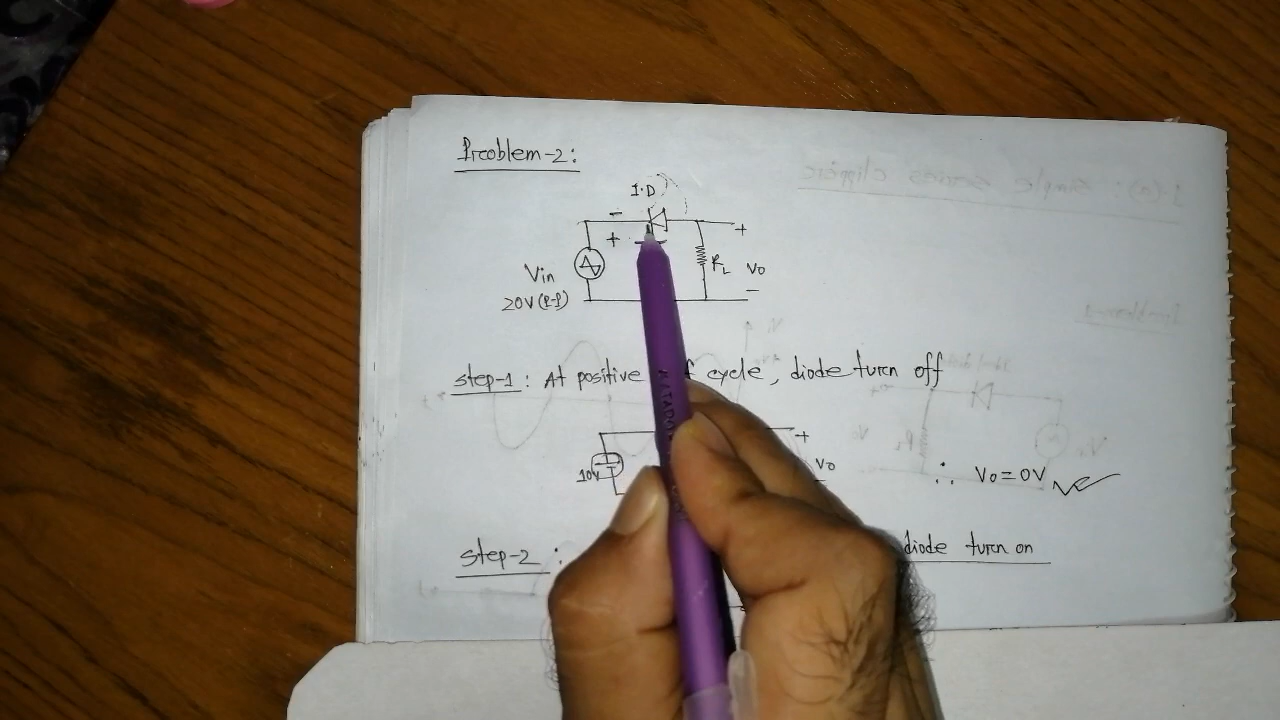 Problem-2:
I.D
- +
+
Vin
RL
Vo
20V(P-P)
-
step-1: At positive f cycle, diode turn off
+
10V
Vo
-
∴ Vo=0V
step-2 : diode turn on